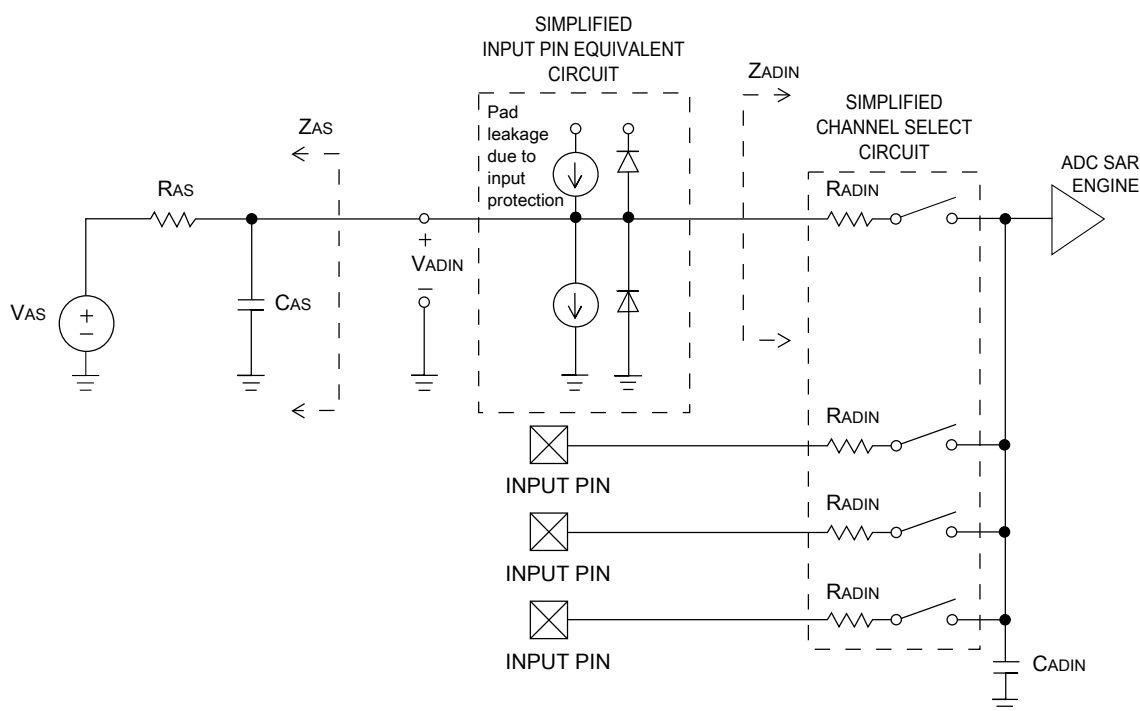 SIMPLIFIED
INPUT PIN EQUIVALENT
CIRCUIT
Pad
leakage
due to
input
protection
ZAS
RAS
VAS
+
−
CAS
+
VADIN
−
ZADIN
SIMPLIFIED
CHANNEL SELECT
CIRCUIT
RADIN
ADC SAR
ENGINE
RADIN
INPUT PIN
RADIN
INPUT PIN
RADIN
INPUT PIN
CADIN